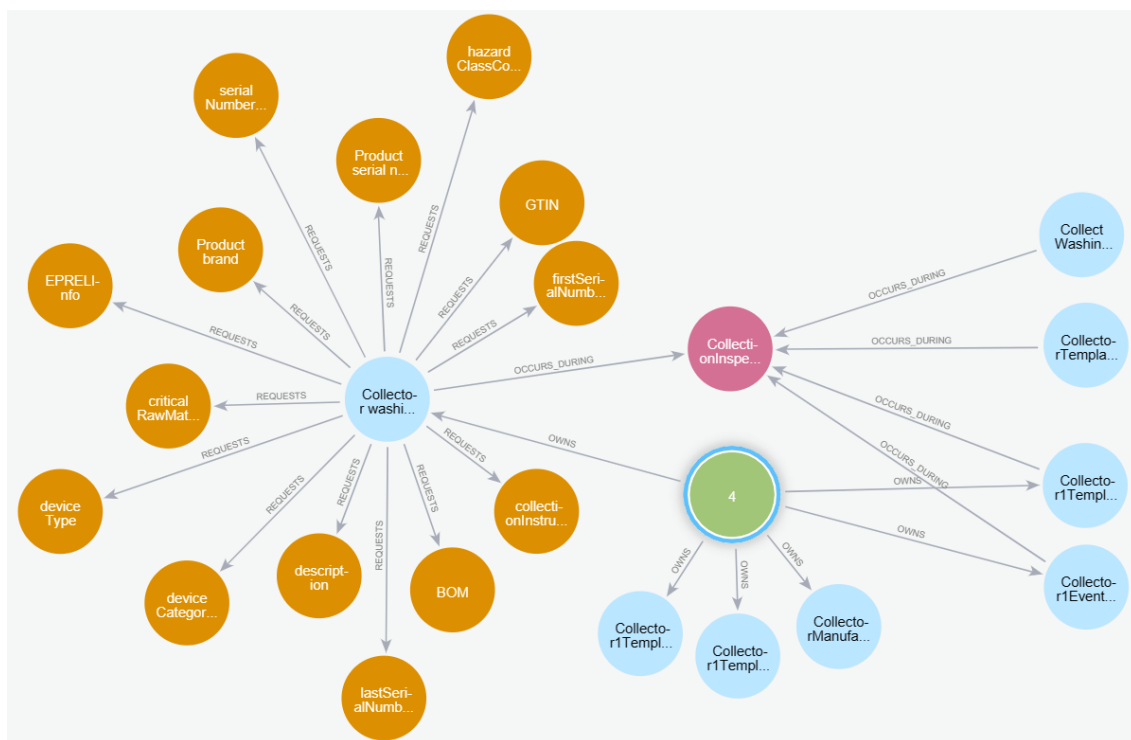 hazard
ClassCo...
serial
Number...
Product
serial n...
GTIN
Product
brand
firstSeri-
alNumb...
EPRELI-
nfo
critical
RawMat...
device
Type
device
Categor...
descript-
ion
lastSeri-
alNumb...
BOM
collecti-
onInstru...
Collecto-
r washi...
Collecti-
onInspe...
4
Collect
Washin...
Collecto-
rTempla...
Collecto-
r1Templ...
Collecto-
r1Event...
Collecto-
rManufa...
Collecto-
r1Templ...
Collecto-
r1Templ...
REQUESTS
REQUESTS
REQUESTS
REQUESTS
REQUESTS
REQUESTS
REQUESTS
REQUESTS
REQUESTS
REQUESTS
REQUESTS
REQUESTS
REQUESTS
REQUESTS
OCCURS_DURING
OCCURS_DURING
OCCURS_DURING
OCCURS_DURING
OCCURS_DURING
OWNS
OWNS
OWNS
OWNS
OWNS
OWNS